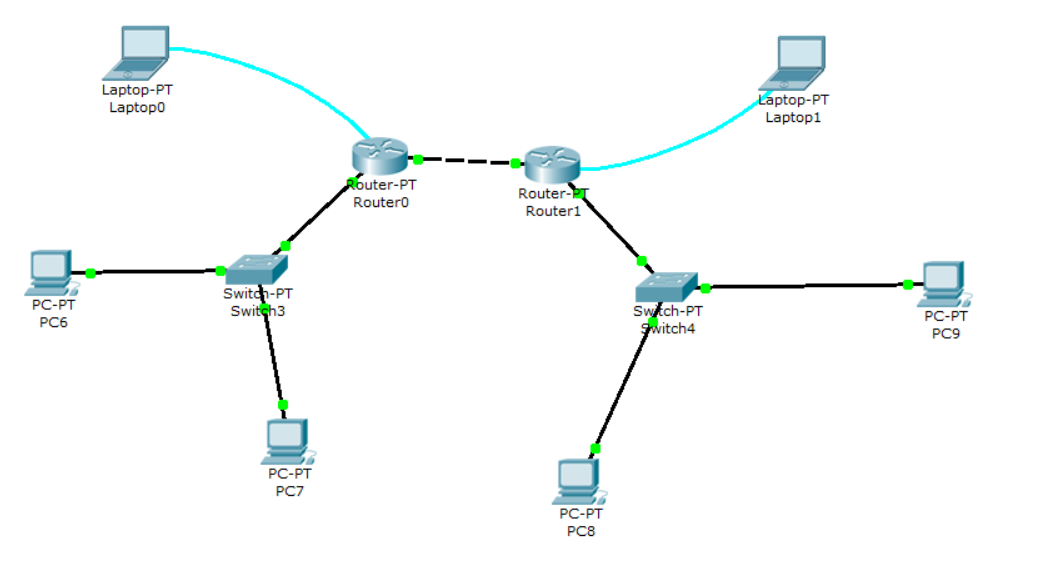 Laptop-PT
Laptop0
Laptop-PT
Laptop1
Router-PT
Router0
Router-PT
Router1
Switch-PT
Switch3
Switch-PT
Switch4
PC-PT
PC6
PC-PT
PC9
PC-PT
PC7
PC-PT
PC8